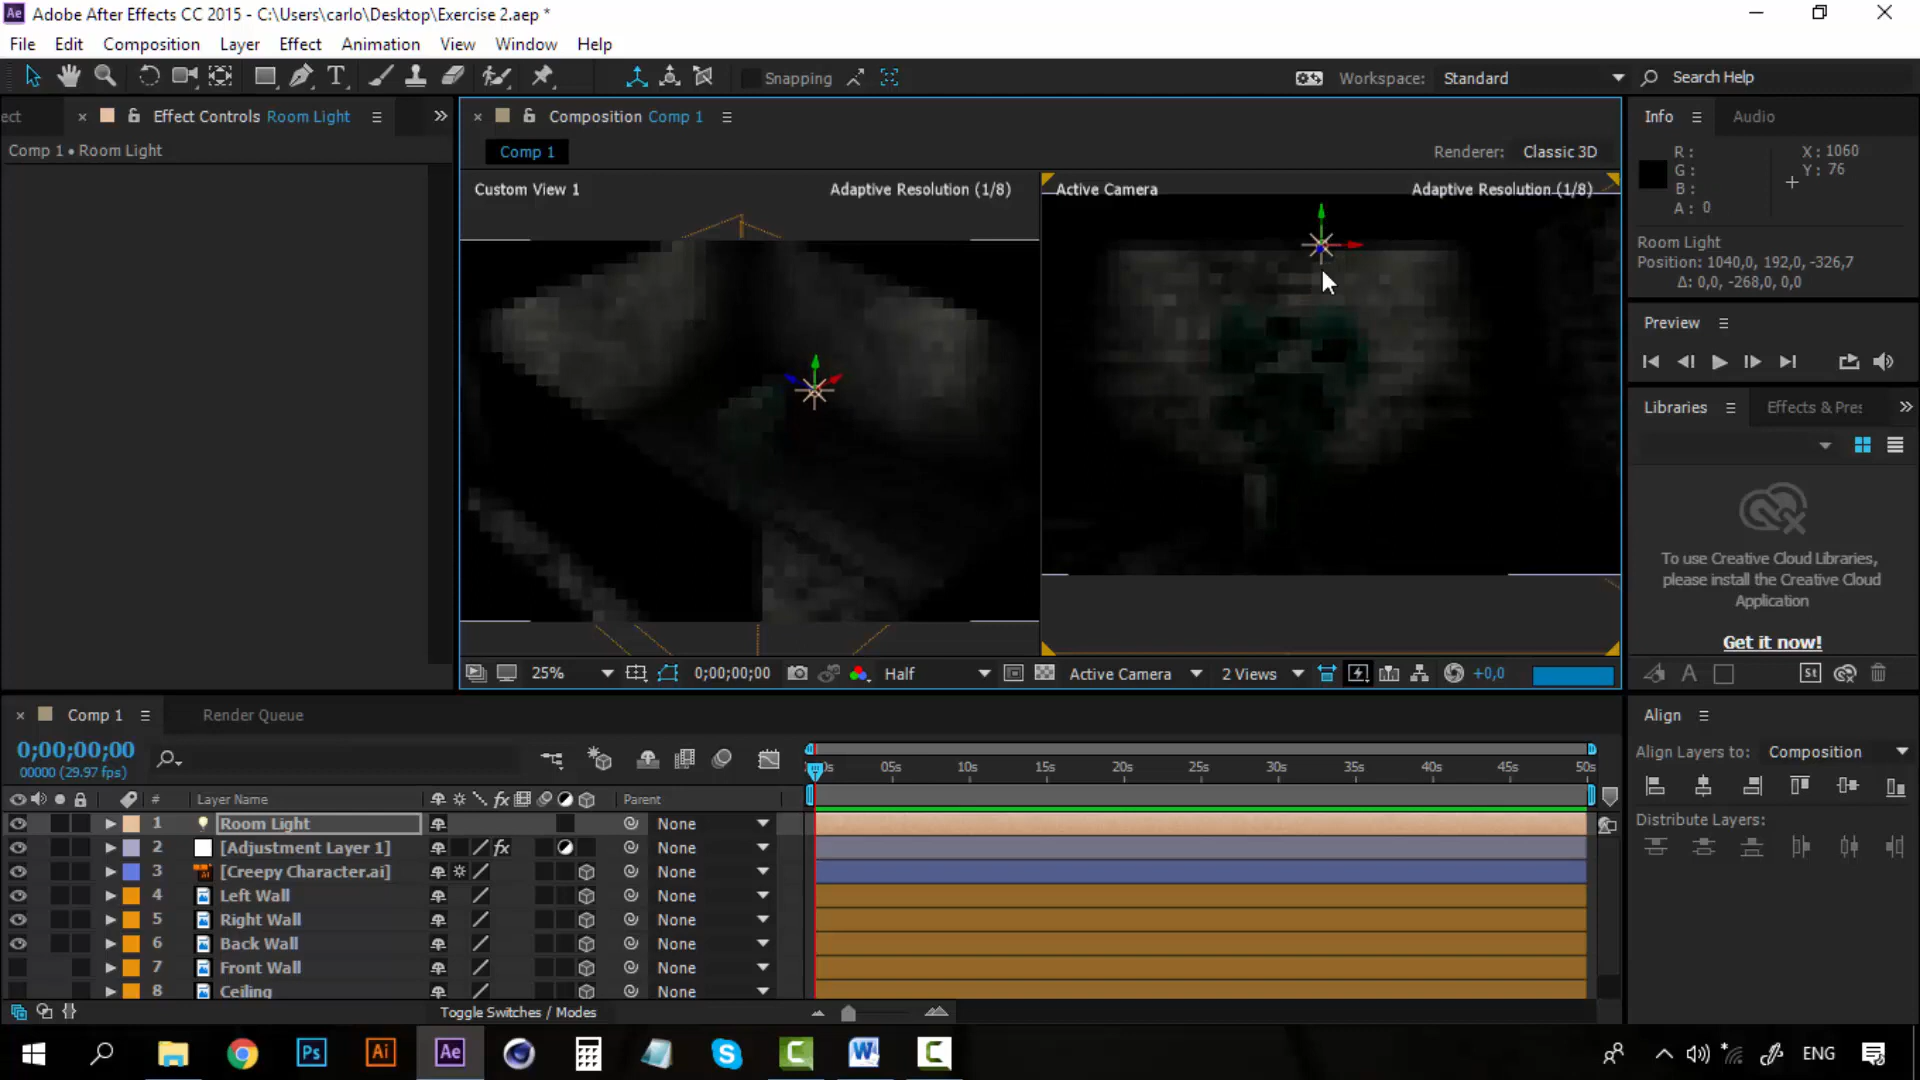 Adobe After Effects CC 2015 - C:\Users\carlo\Desktop\Exercise 2.aep *
File Edit Composition Layer Effect Animation View Window Help
Snapping
Workspace: Standard
Search Help
ect
Effect Controls Room Light
Comp 1 • Room Light
Composition Comp 1
Comp 1
Renderer: Classic 3D
Custom View 1
Adaptive Resolution (1/8)
Active Camera
Adaptive Resolution (1/8)
25%
0;00;00;00
Half
Active Camera
2 Views
+0,0
Info
Audio
R:
G:
B:
A: 0
X: 1060
Y: 76
Room Light
Position: 1040,0, 192,0, -326,7
Δ: 0,0, -268,0, 0,0
Preview
Libraries
Effects & Pres
To use Creative Cloud Libraries,
please install the Creative Cloud
Application
Get it now!
St
Align
Align Layers to: Composition
Distribute Layers:
Comp 1
Render Queue
0;00;00;00
00000 (29.97 fps)
0s 05s 10s 15s 20s 25s 30s 35s 40s 45s 50s
# Layer Name fx Parent
1 Room Light None
2 [Adjustment Layer 1] fx None
3 [Creepy Character.ai] None
4 Left Wall None
5 Right Wall None
6 Back Wall None
7 Front Wall None
8 Ceiling None
Toggle Switches / Modes
Ps Ai Ae
ENG